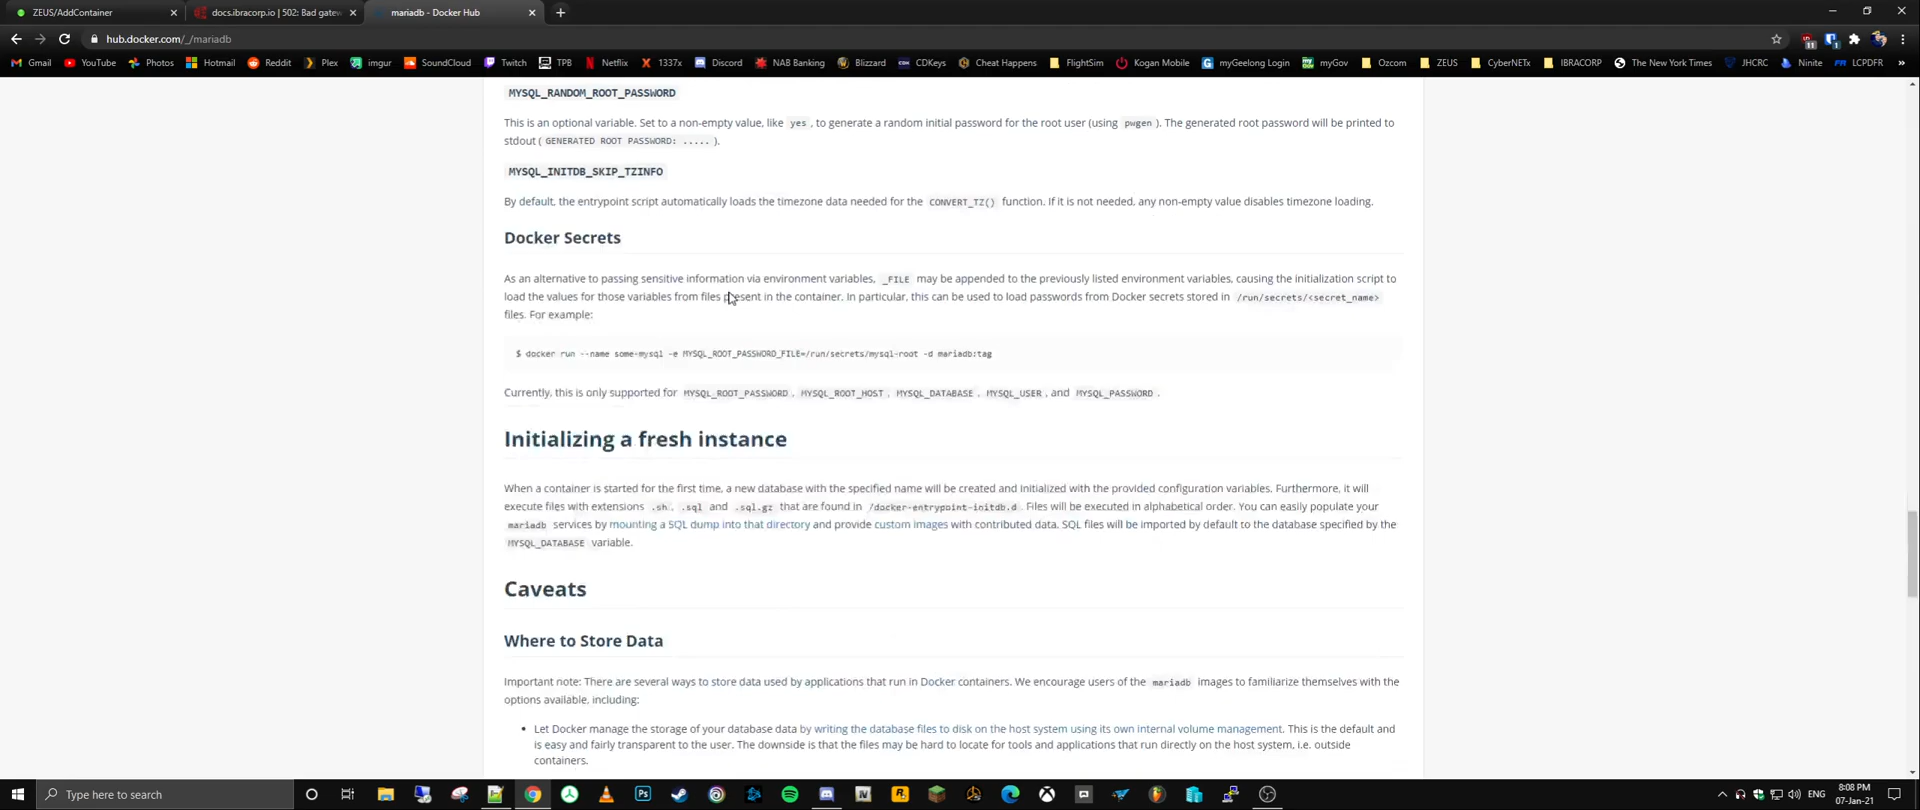 ZEUS/AddContainer
docs.ibracorp.io | 502: Bad gatew
mariadb - Docker Hub
hub.docker.com/_/mariadb
Gmail YouTube Photos Hotmail Reddit Plex imgur SoundCloud Twitch TPB Netflix 1337x Discord NAB Banking Blizzard CDKeys Cheat Happens FlightSim Kogan Mobile myGeelong Login myGov Ozcom ZEUS CyberNETx IBRACORP The New York Times JHCRC Ninite LCPDFR »
MYSQL_RANDOM_ROOT_PASSWORD
This is an optional variable. Set to a non-empty value, like yes , to generate a random initial password for the root user (using pwgen ). The generated root password will be printed to
stdout ( GENERATED ROOT PASSWORD: ..... ).
MYSQL_INITDB_SKIP_TZINFO
By default, the entrypoint script automatically loads the timezone data needed for the CONVERT_TZ() function. If it is not needed, any non-empty value disables timezone loading.
Docker Secrets
As an alternative to passing sensitive information via environment variables, _FILE may be appended to the previously listed environment variables, causing the initialization script to
load the values for those variables from files present in the container. In particular, this can be used to load passwords from Docker secrets stored in /run/secrets/<secret_name>
files. For example:
$ docker run --name some-mysql -e MYSQL_ROOT_PASSWORD_FILE=/run/secrets/mysql-root -d mariadb:tag
Currently, this is only supported for MYSQL_ROOT_PASSWORD , MYSQL_ROOT_HOST , MYSQL_DATABASE , MYSQL_USER , and MYSQL_PASSWORD .
Initializing a fresh instance
When a container is started for the first time, a new database with the specified name will be created and initialized with the provided configuration variables. Furthermore, it will
execute files with extensions .sh , .sql and .sql.gz that are found in /docker-entrypoint-initdb.d . Files will be executed in alphabetical order. You can easily populate your
mariadb services by mounting a SQL dump into that directory and provide custom images with contributed data. SQL files will be imported by default to the database specified by the
MYSQL_DATABASE variable.
Caveats
Where to Store Data
Important note: There are several ways to store data used by applications that run in Docker containers. We encourage users of the mariadb images to familiarize themselves with the
options available, including:
• Let Docker manage the storage of your database data by writing the database files to disk on the host system using its own internal volume management. This is the default and
is easy and fairly transparent to the user. The downside is that the files may be hard to locate for tools and applications that run directly on the host system, i.e. outside
containers.
Type here to search
ENG
8:08 PM
07-Jan-21